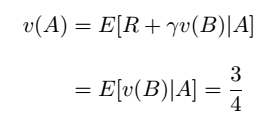 v(A) = E[R + γv(B)|A]
= E[v(B)|A] = 3/4